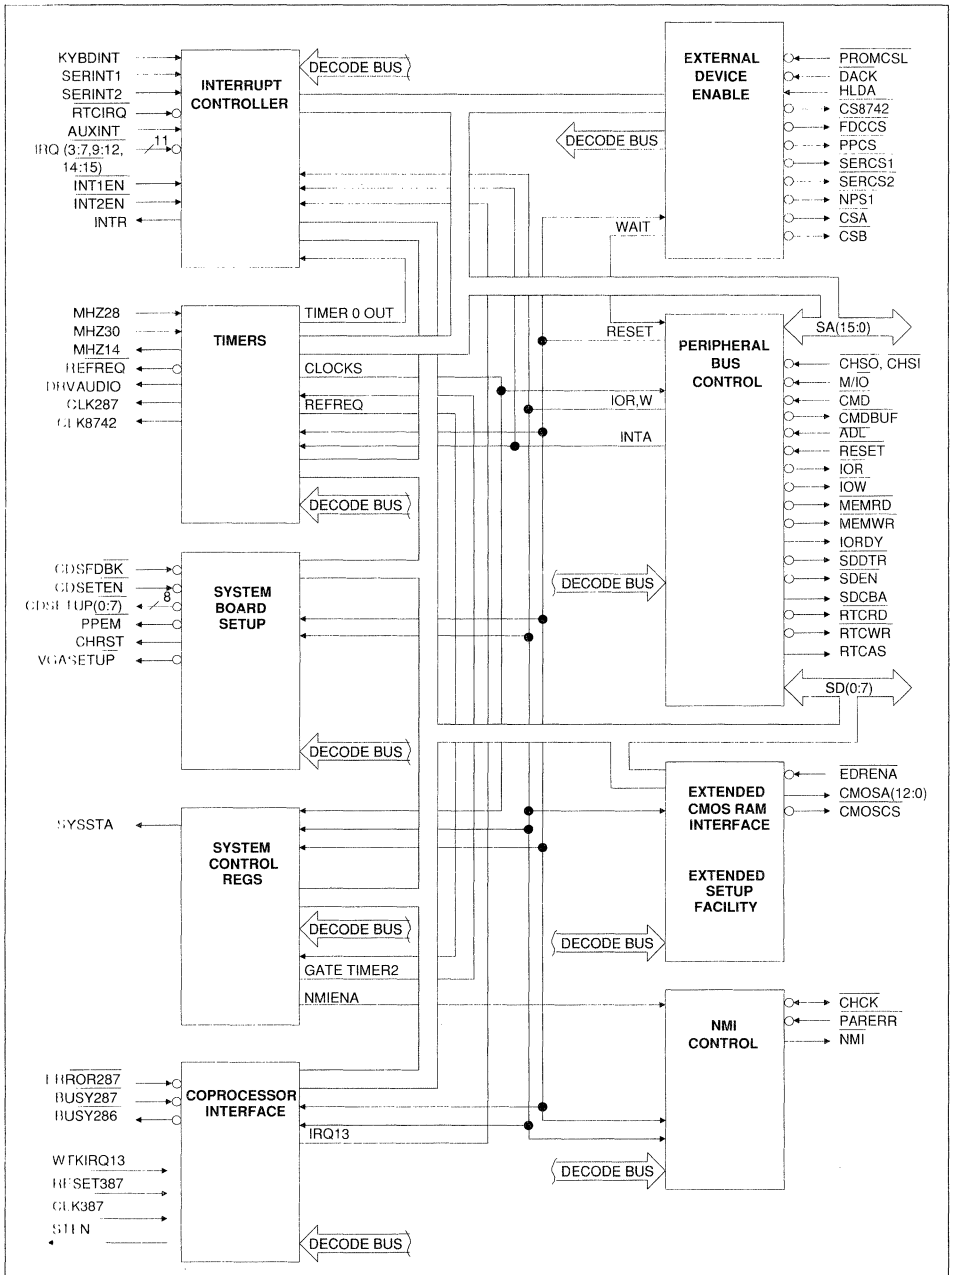 KYBDINT
SERINT1
SERINT2
RTCIRQ
AUXINT
IRQ (3:7,9:12,
14:15)
11
INT1EN
INT2EN
INTR
INTERRUPT
CONTROLLER
DECODE BUS
MHZ28
MHZ30
MHZ14
REFREQ
DRVAUDIO
CLK287
CLK8742
TIMERS
TIMER 0 OUT
CLOCKS
REFREQ
DECODE BUS
CDSFDBK
CDSETEN
CDSETUP(0:7)
8
PPEM
CHRST
VGASETUP
SYSTEM
BOARD
SETUP
DECODE BUS
SYSSTA
SYSTEM
CONTROL
REGS
DECODE BUS
GATE TIMER2
NMIENA
ERROR287
BUSY287
BUSY286
WTKIRQ13
RESET387
CLK387
STEN
COPROCESSOR
INTERFACE
IRQ13
DECODE BUS
EXTERNAL
DEVICE
ENABLE
DECODE BUS
WAIT
PROMCSL
DACK
HLDA
CS8742
FDCCS
PPCS
SERCS1
SERCS2
NPS1
CSA
CSB
SA(15:0)
RESET
IOR,W
INTA
PERIPHERAL
BUS
CONTROL
DECODE BUS
CHSO, CHSI
M/IO
CMD
CMDBUF
ADL
RESET
IOR
IOW
MEMRD
MEMWR
IORDY
SDDTR
SDEN
SDCBA
RTCRD
RTCWR
RTCAS
SD(0:7)
EXTENDED
CMOS RAM
INTERFACE
EXTENDED
SETUP
FACILITY
DECODE BUS
EDRENA
CMOSA(12:0)
CMOSCS
NMI
CONTROL
DECODE BUS
CHCK
PARERR
NMI